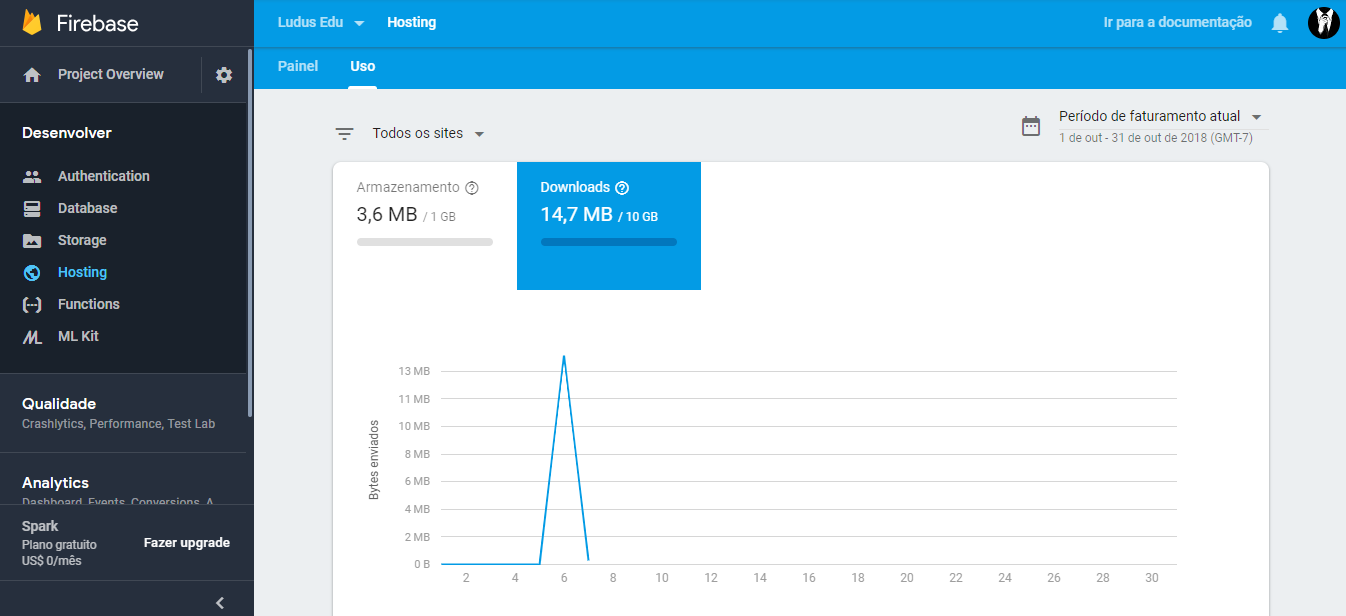 Firebase
Project Overview
Desenvolver
Authentication
Database
Storage
Hosting
Functions
ML Kit
Qualidade
Crashlytics, Performance, Test Lab
Analytics
Dashboard, Events, Conversions, A
Spark
Plano gratuito
US$ 0/mês
Fazer upgrade
Ludus Edu
Hosting
Ir para a documentação
Painel
Uso
Todos os sites
Período de faturamento atual
1 de out - 31 de out de 2018 (GMT-7)
Armazenamento
3,6 MB / 1 GB
Downloads
14,7 MB / 10 GB
Bytes enviados
13 MB
11 MB
10 MB
8 MB
6 MB
4 MB
2 MB
0 B
2 4 6 8 10 12 14 16 18 20 22 24 26 28 30